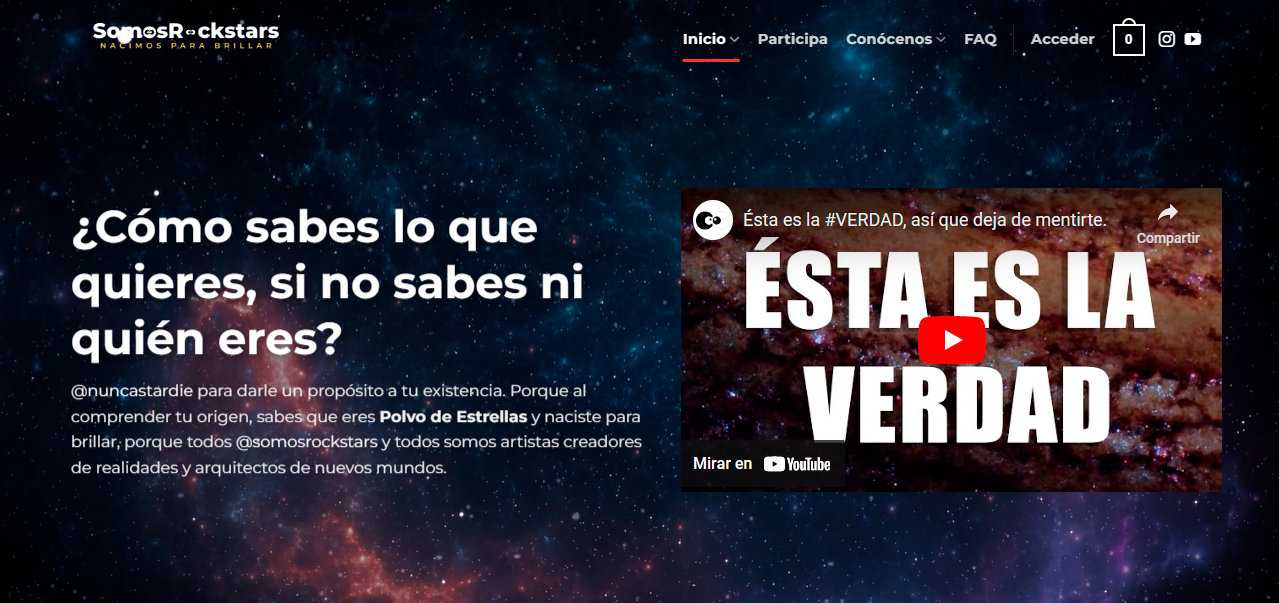 SomosRockstars
NACIMOS PARA BRILLAR
Inicio Participa Conócenos FAQ Acceder 0
¿Cómo sabes lo que
quieres, si no sabes ni
quién eres?
@nuncastardie para darle un propósito a tu existencia. Porque al
comprender tu origen, sabes que eres Polvo de Estrellas y naciste para
brillar, porque todos @somosrockstars y todos somos artistas creadores
de realidades y arquitectos de nuevos mundos.
Ésta es la #VERDAD, así que deja de mentirte.
Compartir
ÉSTA ES LA
VERDAD
Mirar en YouTube